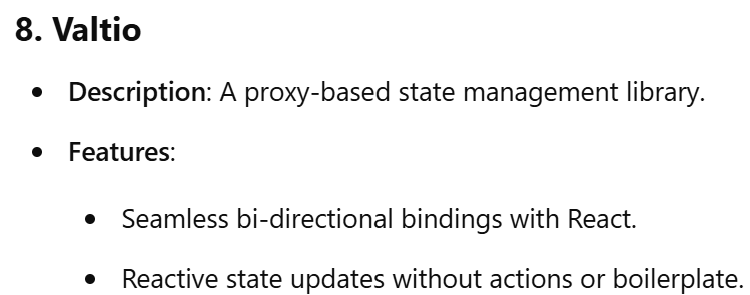 8. Valtio
• Description: A proxy-based state management library.
• Features:
• Seamless bi-directional bindings with React.
• Reactive state updates without actions or boilerplate.